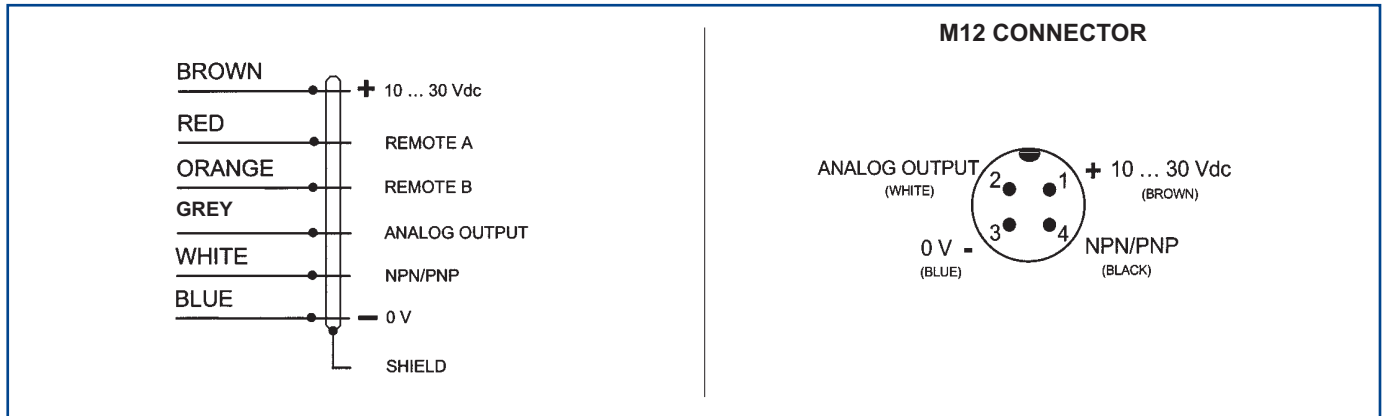 BROWN
+ 10 ... 30 Vdc
RED
REMOTE A
ORANGE
REMOTE B
GREY
ANALOG OUTPUT
WHITE
NPN/PNP
BLUE
- 0 V
SHIELD
M12 CONNECTOR
ANALOG OUTPUT
(WHITE)
2
1
+ 10 ... 30 Vdc
(BROWN)
3
4
0 V -
(BLUE)
NPN/PNP
(BLACK)